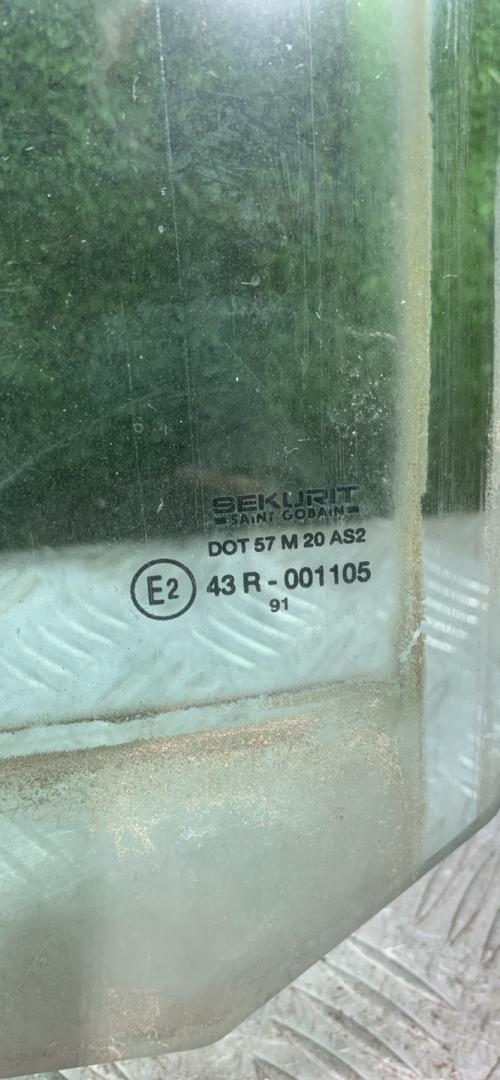 SEKURIT
SAINT GOBAIN
DOT 57 M 20 AS2
E2 43 R - 001105
91